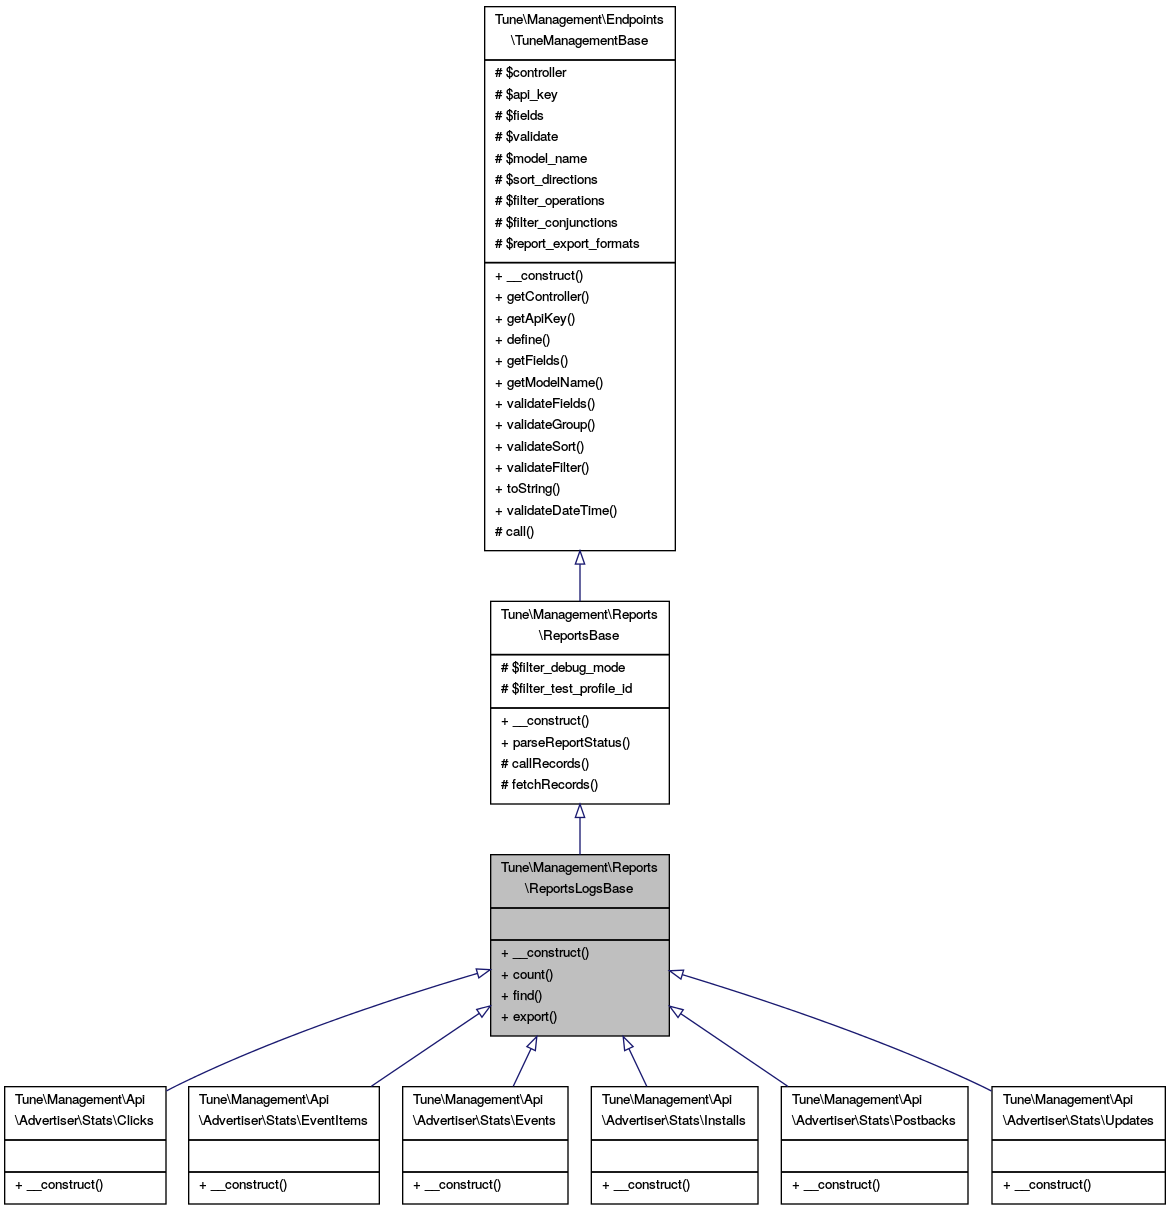 Tune\Management\Endpoints
\TuneManagementBase
# $controller
# $api_key
# $fields
# $validate
# $model_name
# $sort_directions
# $filter_operations
# $filter_conjunctions
# $report_export_formats
+ __construct()
+ getController()
+ getApiKey()
+ define()
+ getFields()
+ getModelName()
+ validateFields()
+ validateGroup()
+ validateSort()
+ validateFilter()
+ toString()
+ validateDateTime()
# call()
Tune\Management\Reports
\ReportsBase
# $filter_debug_mode
# $filter_test_profile_id
+ __construct()
+ parseReportStatus()
# callRecords()
# fetchRecords()
Tune\Management\Reports
\ReportsLogsBase
+ __construct()
+ count()
+ find()
+ export()
Tune\Management\Api
\Advertiser\Stats\Clicks
+ __construct()
Tune\Management\Api
\Advertiser\Stats\EventItems
+ __construct()
Tune\Management\Api
\Advertiser\Stats\Events
+ __construct()
Tune\Management\Api
\Advertiser\Stats\Installs
+ __construct()
Tune\Management\Api
\Advertiser\Stats\Postbacks
+ __construct()
Tune\Management\Api
\Advertiser\Stats\Updates
+ __construct()